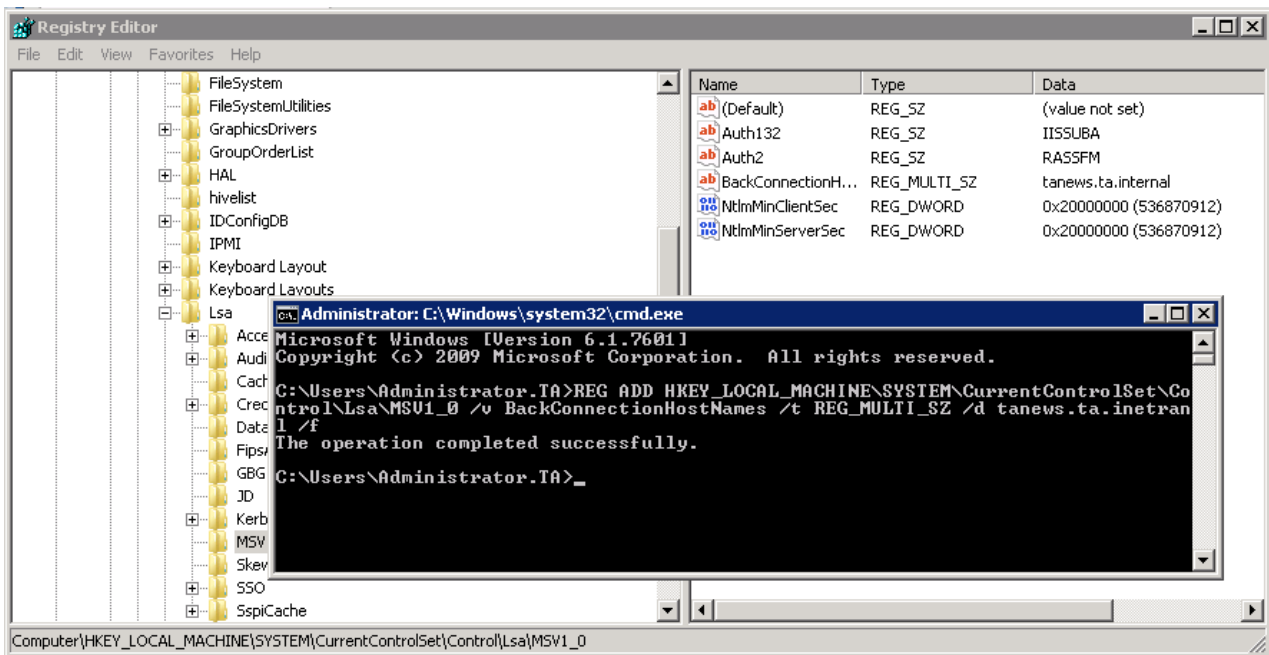 Registry Editor
File Edit View Favorites Help
FileSystem
FileSystemUtilities
GraphicsDrivers
GroupOrderList
HAL
hivelist
IDConfigDB
IPMI
Keyboard Layout
Keyboard Layouts
Lsa
Acce
Audi
Cach
Cred
Data
Fips
GBG
JD
Kerb
MSV
Skew
SSO
SspiCache
Name Type Data
(Default) REG_SZ (value not set)
Auth132 REG_SZ IISSUBA
Auth2 REG_SZ RASSFM
BackConnectionH... REG_MULTI_SZ tanews.ta.internal
NtlmMinClientSec REG_DWORD 0x20000000 (536870912)
NtlmMinServerSec REG_DWORD 0x20000000 (536870912)
Administrator: C:\Windows\system32\cmd.exe
Microsoft Windows [Version 6.1.7601]
Copyright (c) 2009 Microsoft Corporation. All rights reserved.
C:\Users\Administrator.TA>REG ADD HKEY_LOCAL_MACHINE\SYSTEM\CurrentControlSet\Co
ntrol\Lsa\MSV1_0 /v BackConnectionHostNames /t REG_MULTI_SZ /d tanews.ta.inetran
l /f
The operation completed successfully.
C:\Users\Administrator.TA>_
Computer\HKEY_LOCAL_MACHINE\SYSTEM\CurrentControlSet\Control\Lsa\MSV1_0